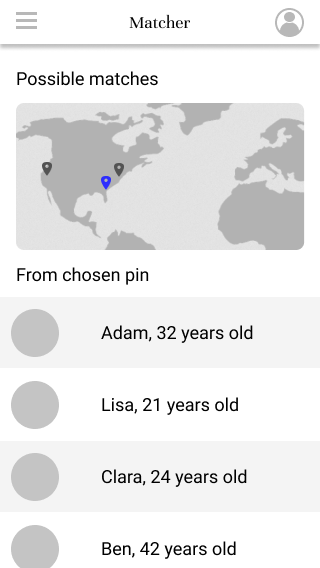 Matcher
Possible matches
From chosen pin
Adam, 32 years old
Lisa, 21 years old
Clara, 24 years old
Ben, 42 years old